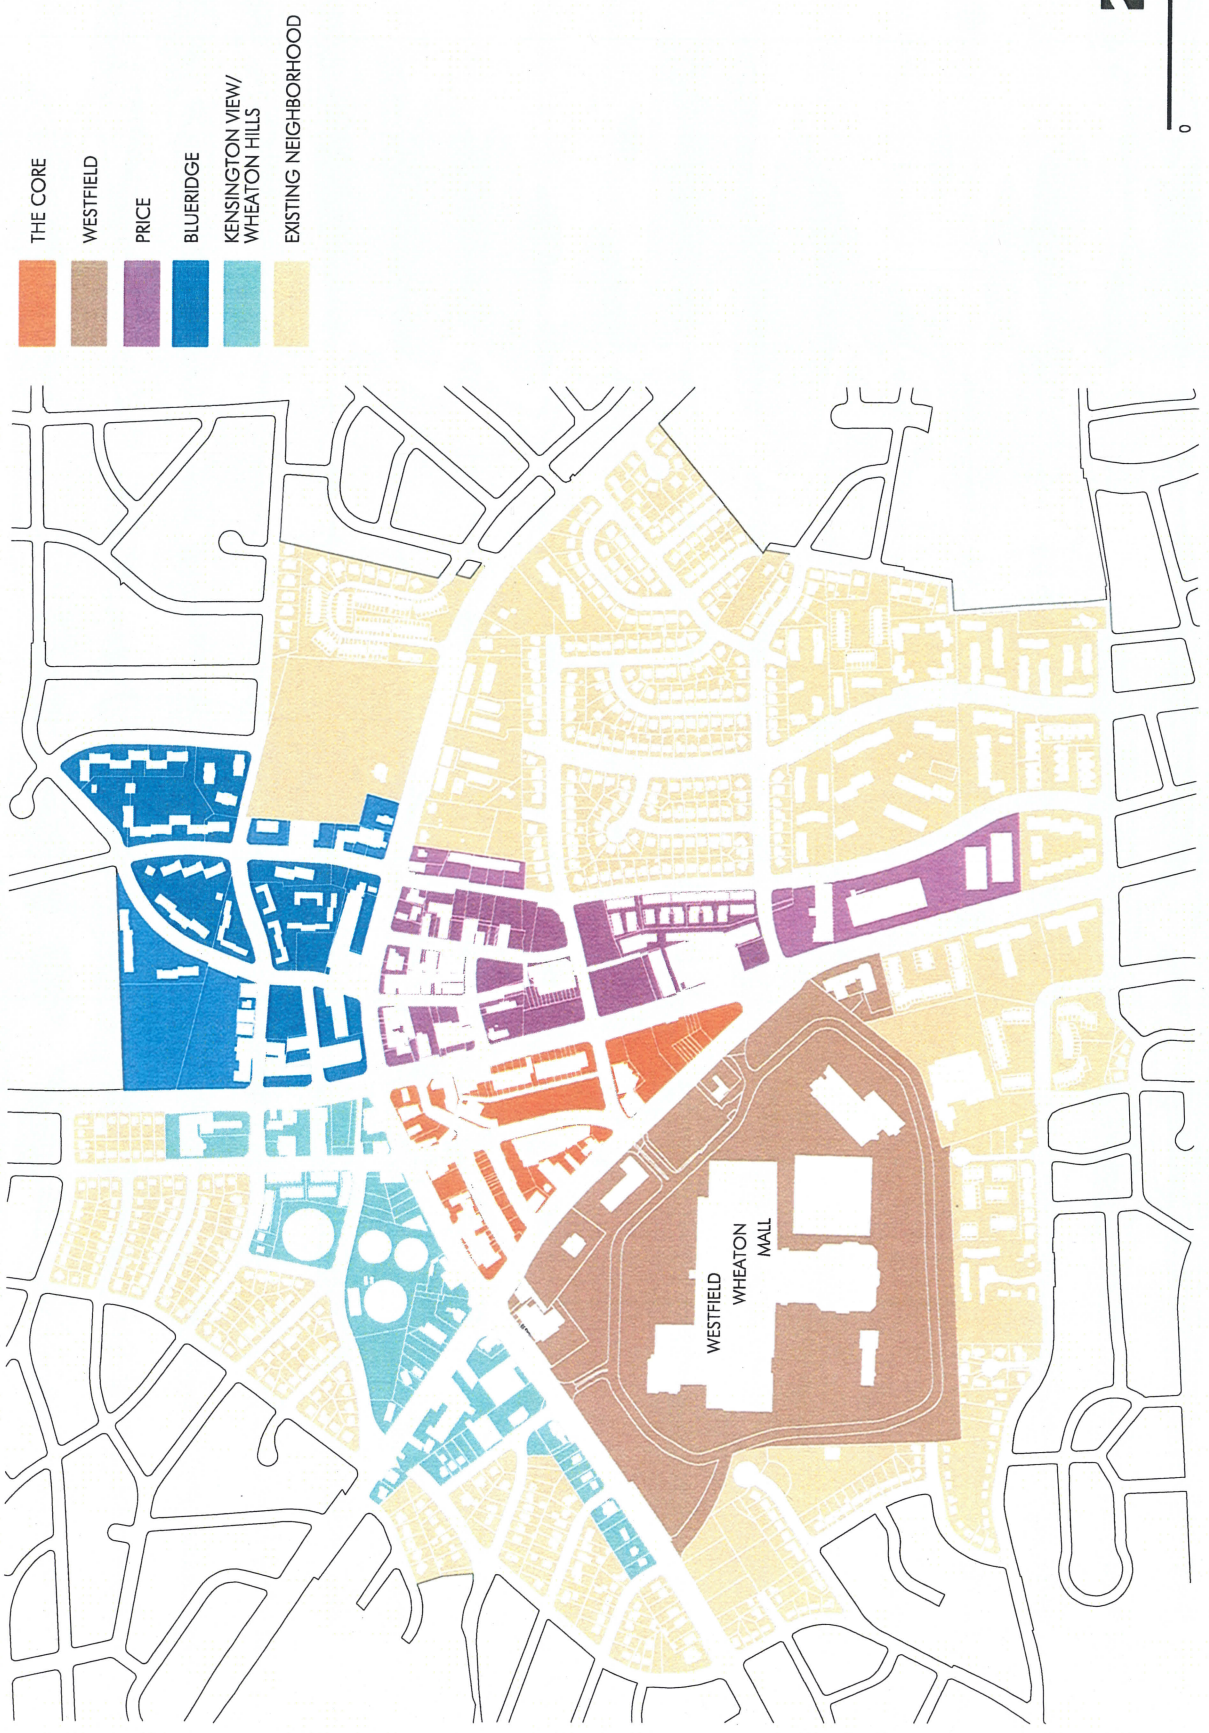 THE CORE
WESTFIELD
PRICE
BLUERIDGE
KENSINGTON VIEW/
WHEATON HILLS
EXISTING NEIGHBORHOOD
0
WESTFIELD
WHEATON
MALL